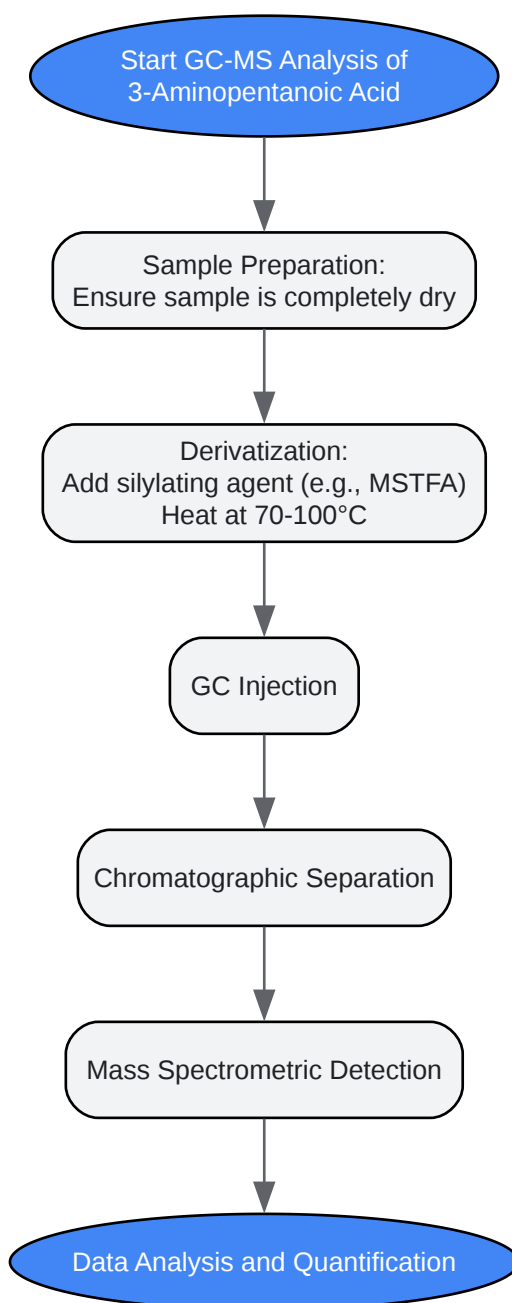 Start GC-MS Analysis of
3-Aminopentanoic Acid
Sample Preparation:
Ensure sample is completely dry
Derivatization:
Add silylating agent (e.g., MSTFA)
Heat at 70-100°C
GC Injection
Chromatographic Separation
Mass Spectrometric Detection
Data Analysis and Quantification